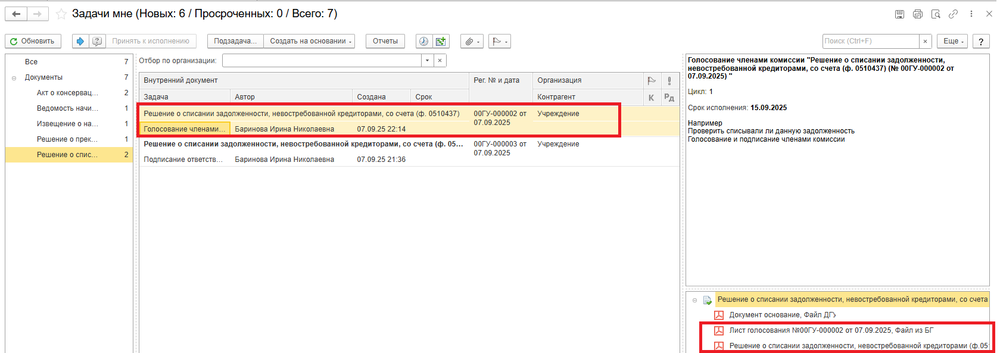 Задачи мне (Новых: 6 / Просроченных: 0 / Всего: 7)
Обновить
Принять к исполнению
Подзадача...
Создать на основании
Отчеты
Поиск (Ctrl+F)
×
Еще
?
Все 7
Документы 7
Акт о консервац... 2
Ведомость начи... 1
Извещение о на... 1
Решение о прек... 1
Решение о спис... 2
Отбор по организации:
Внутренний документ Рег. № и дата Организация
Задача Автор Создана Срок Контрагент К РД
Решение о списании задолженности, невостребованной кредиторами, со счета (ф. 0510437) 00ГУ-000002 от Учреждение
07.09.2025
Голосование членами... Баринова Ирина Николаевна 07.09.25 22:14
Решение о списании задолженности, невостребованной кредиторами, со счета (ф. 05... 00ГУ-000003 от Учреждение
07.09.2025
Подписание ответств... Баринова Ирина Николаевна 07.09.25 21:36
Голосование членами комиссии "Решение о списании задолженности,
невостребованной кредиторами, со счета (ф. 0510437) (№ 00ГУ-000002 от
07.09.2025) "
Цикл: 1
Срок исполнения: 15.09.2025
Например
Проверить списывали ли данную задолженность
Голосование и подписание членами комиссии
Решение о списании задолженности, невостребованной кредиторами, со счета
Документ основание, Файл ДГУ
Лист голосования №00ГУ-000002 от 07.09.2025, Файл из БГ
Решение о списании задолженности, невостребованной кредиторами (ф.05